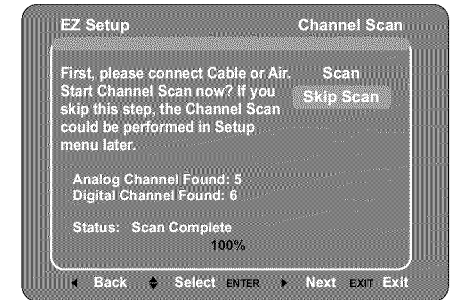 EZ Setup Channel Scan
First, please connect Cable or Air. Scan
Start Channel Scan now? If you Skip Scan
skip this step, the Channel Scan
could be performed in Setup
menu later.
Analog Channel Found: 5
Digital Channel Found: 6
Status: Scan Complete
100%
Back Select ENTER Next EXIT Exit